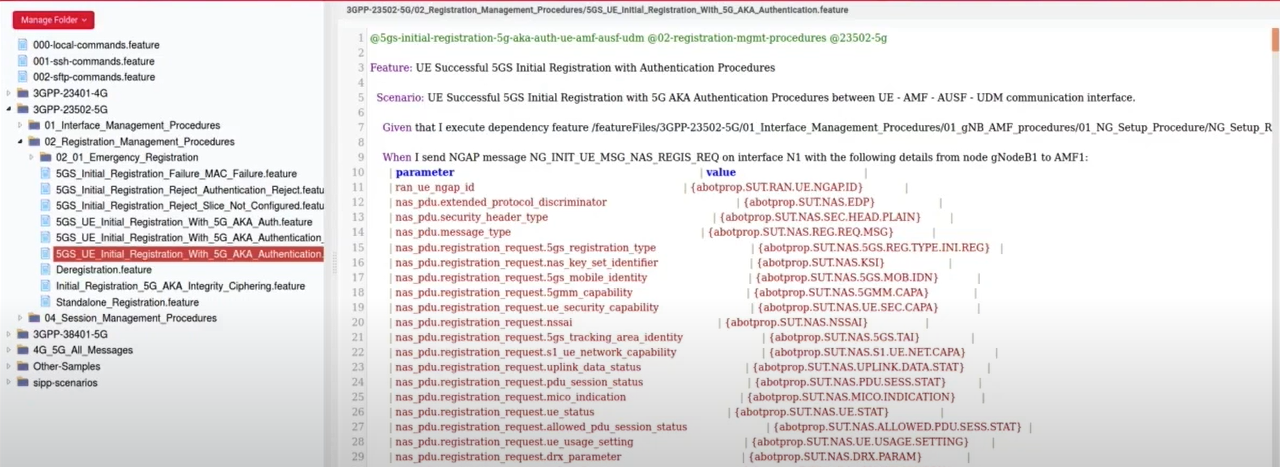 Manage Folder
000-local-commands.feature
001-ssh-commands.feature
002-sftp-commands.feature
3GPP-23401-4G
3GPP-23502-5G
01_Interface_Management_Procedures
02_Registration_Management_Procedures
02_01_Emergency_Registration
5GS_Initial_Registration_Failure_MAC_Failure.feature
5GS_Initial_Registration_Reject_Authentication_Reject.featu
5GS_Initial_Registration_Reject_Slice_Not_Configured.featur
5GS_UE_Initial_Registration_With_5G_AKA_Auth.feature
5GS_UE_Initial_Registration_With_5G_AKA_Authentication_
5GS_UE_Initial_Registration_With_5G_AKA_Authentication.
Deregistration.feature
Initial_Registration_5G_AKA_Integrity_Ciphering.feature
Standalone_Registration.feature
04_Session_Management_Procedures
3GPP-38401-5G
4G_5G_All_Messages
Other-Samples
sipp-scenarios
3GPP-23502-5G/02_Registration_Management_Procedures/5GS_UE_Initial_Registration_With_5G_AKA_Authentication.feature
1 @5gs-initial-registration-5g-aka-auth-ue-amf-ausf-udm @02-registration-mgmt-procedures @23502-5g
2
3 Feature: UE Successful 5GS Initial Registration with Authentication Procedures
4
5 Scenario: UE Successful 5GS Initial Registration with 5G AKA Authentication Procedures between UE - AMF - AUSF - UDM communication interface.
6
7 Given that I execute dependency feature /featureFiles/3GPP-23502-5G/01_Interface_Management_Procedures/01_gNB_AMF_procedures/01_NG_Setup_Procedure/NG_Setup_R
8
9 When I send NGAP message NG_INIT_UE_MSG_NAS_REGIS_REQ on interface N1 with the following details from node gNodeB1 to AMF1:
10 | parameter | value |
11 | ran_ue_ngap_id | {abotprop.SUT.RAN.UE.NGAP.ID} |
12 | nas_pdu.extended_protocol_discriminator | {abotprop.SUT.NAS.EDP} |
13 | nas_pdu.security_header_type | {abotprop.SUT.NAS.SEC.HEAD.PLAIN} |
14 | nas_pdu.message_type | {abotprop.SUT.NAS.REG.REQ.MSG} |
15 | nas_pdu.registration_request.5gs_registration_type | {abotprop.SUT.NAS.5GS.REG.TYPE.INI.REG} |
16 | nas_pdu.registration_request.nas_key_set_identifier | {abotprop.SUT.NAS.KSI} |
17 | nas_pdu.registration_request.5gs_mobile_identity | {abotprop.SUT.NAS.5GS.MOB.IDN} |
18 | nas_pdu.registration_request.5gmm_capability | {abotprop.SUT.NAS.5GMM.CAPA} |
19 | nas_pdu.registration_request.ue_security_capability | {abotprop.SUT.NAS.UE.SEC.CAPA} |
20 | nas_pdu.registration_request.nssai | {abotprop.SUT.NAS.NSSAI} |
21 | nas_pdu.registration_request.5gs_tracking_area_identity | {abotprop.SUT.NAS.5GS.TAI} |
22 | nas_pdu.registration_request.s1_ue_network_capability | {abotprop.SUT.NAS.S1.UE.NET.CAPA} |
23 | nas_pdu.registration_request.uplink_data_status | {abotprop.SUT.NAS.UPLINK.DATA.STAT} |
24 | nas_pdu.registration_request.pdu_session_status | {abotprop.SUT.NAS.PDU.SESS.STAT} |
25 | nas_pdu.registration_request.mico_indication | {abotprop.SUT.NAS.MICO.INDICATION} |
26 | nas_pdu.registration_request.ue_status | {abotprop.SUT.NAS.UE.STAT} |
27 | nas_pdu.registration_request.allowed_pdu_session_status | {abotprop.SUT.NAS.ALLOWED.PDU.SESS.STAT} |
28 | nas_pdu.registration_request.ue_usage_setting | {abotprop.SUT.NAS.UE.USAGE.SETTING} |
29 | nas_pdu.registration_request.drx_parameter | {abotprop.SUT.NAS.DRX.PARAM} |